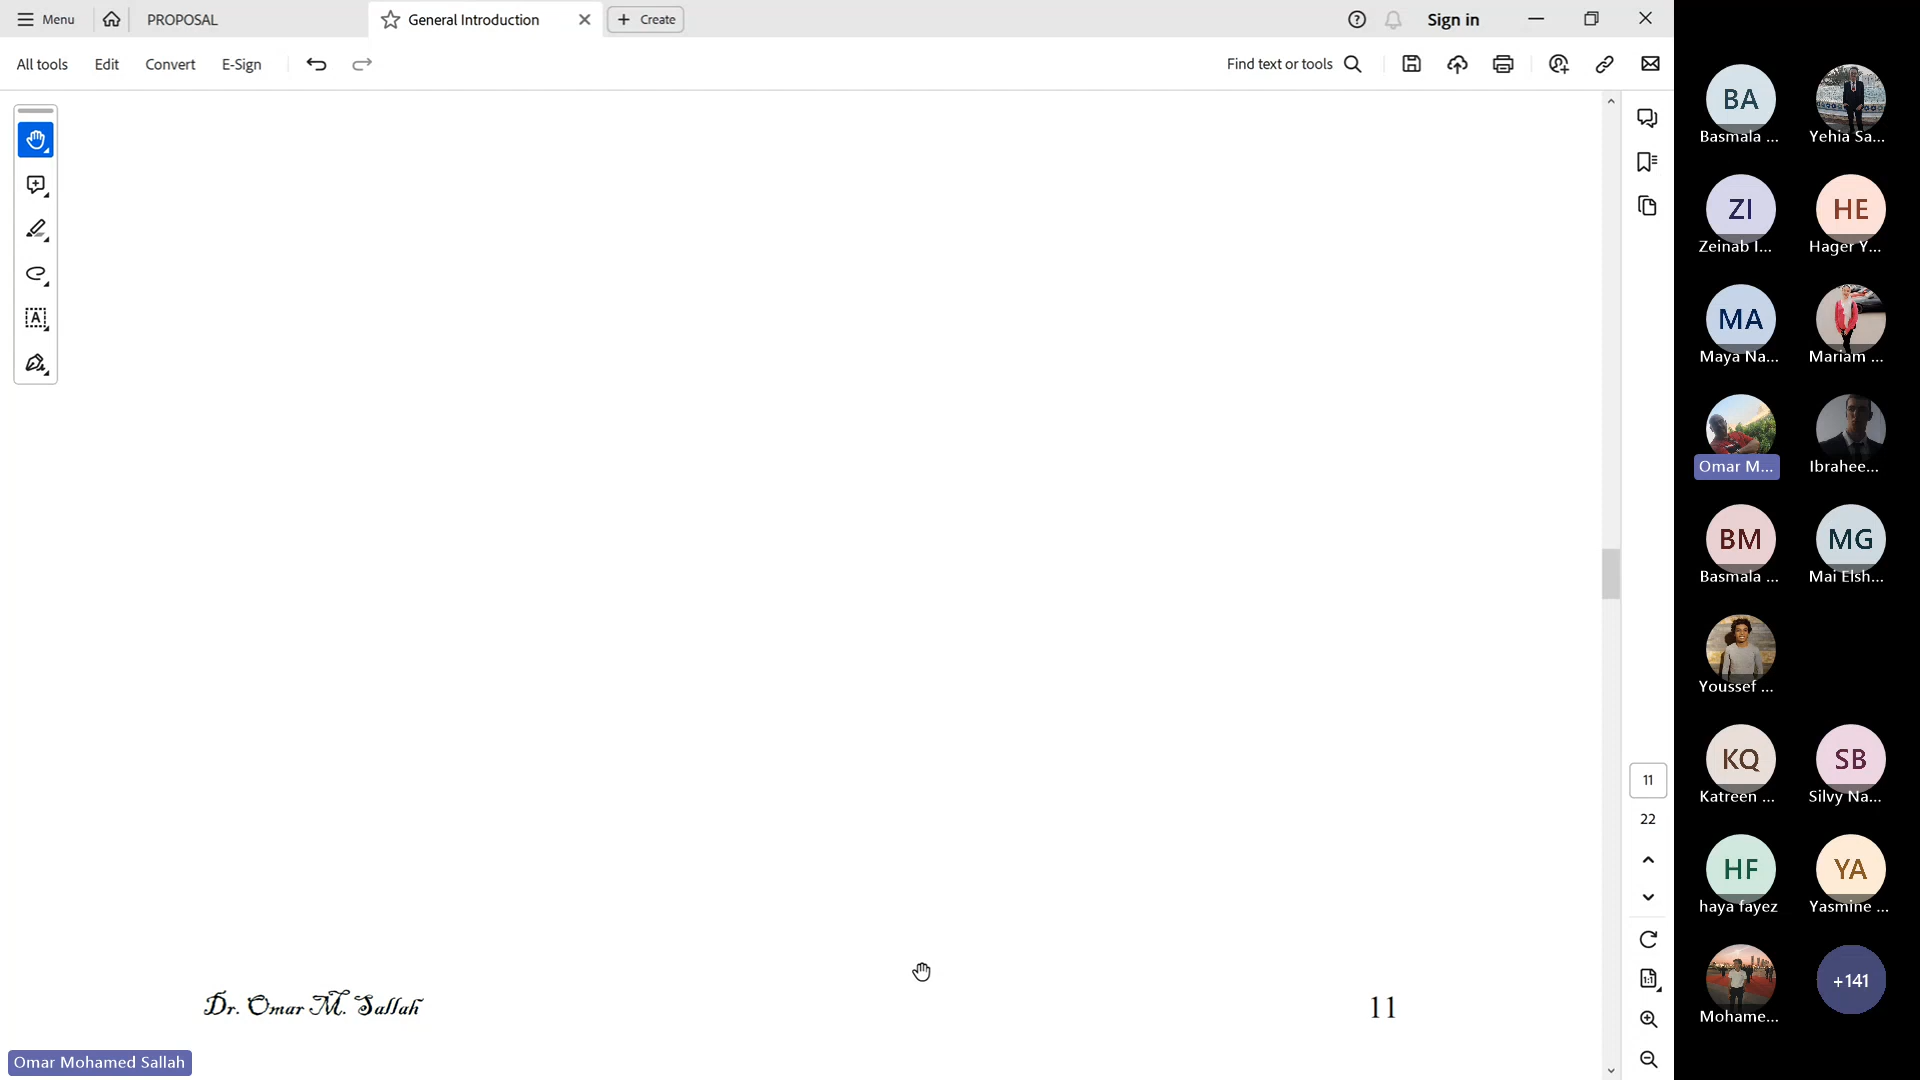 Menu
PROPOSAL
General Introduction
Create
Sign in
All tools
Edit
Convert
E-Sign
Find text or tools
BA
Basmala ...
Yehia Sa...
ZI
Zeinab I...
HE
Hager Y...
MA
Maya Na...
Mariam ...
Omar M...
Ibrahee...
BM
Basmala ...
MG
Mai Elsh...
Youssef ...
KQ
Katreen ...
SB
Silvy Na...
HF
haya fayez
YA
Yasmine ...
Mohame...
+141
11
22
Dr. Omar M. Sallah
11
Omar Mohamed Sallah